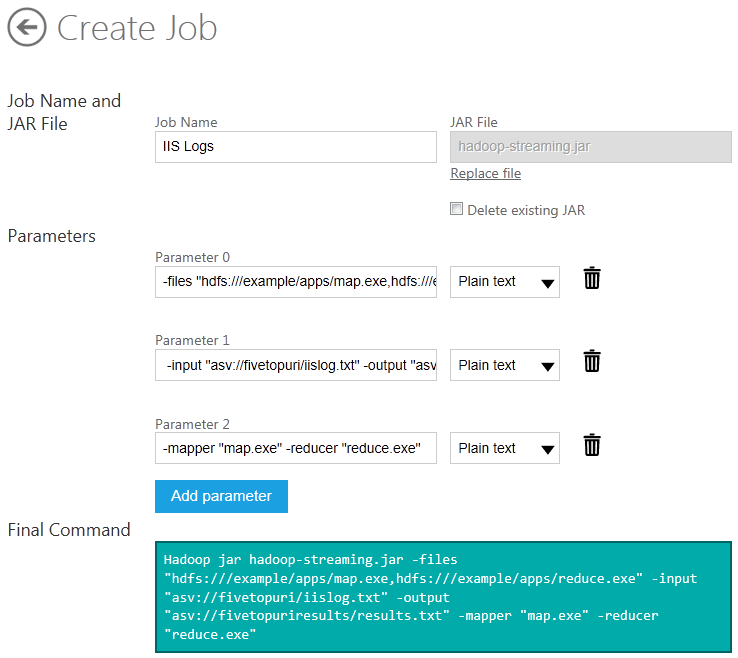 Create Job
Job Name and
JAR File
Job Name
JAR File
IIS Logs
hadoop-streaming.jar
Replace file
Delete existing JAR
Parameters
Parameter 0
-files "hdfs:///example/apps/map.exe,hdfs:///e
Plain text
Parameter 1
-input "asv://fivetopuri/iislog.txt" -output "asv
Plain text
Parameter 2
-mapper "map.exe" -reducer "reduce.exe"
Plain text
Add parameter
Final Command
Hadoop jar hadoop-streaming.jar -files
"hdfs:///example/apps/map.exe,hdfs:///example/apps/reduce.exe" -input
"asv://fivetopuri/iislog.txt" -output
"asv://fivetopuriresults/results.txt" -mapper "map.exe" -reducer
"reduce.exe"